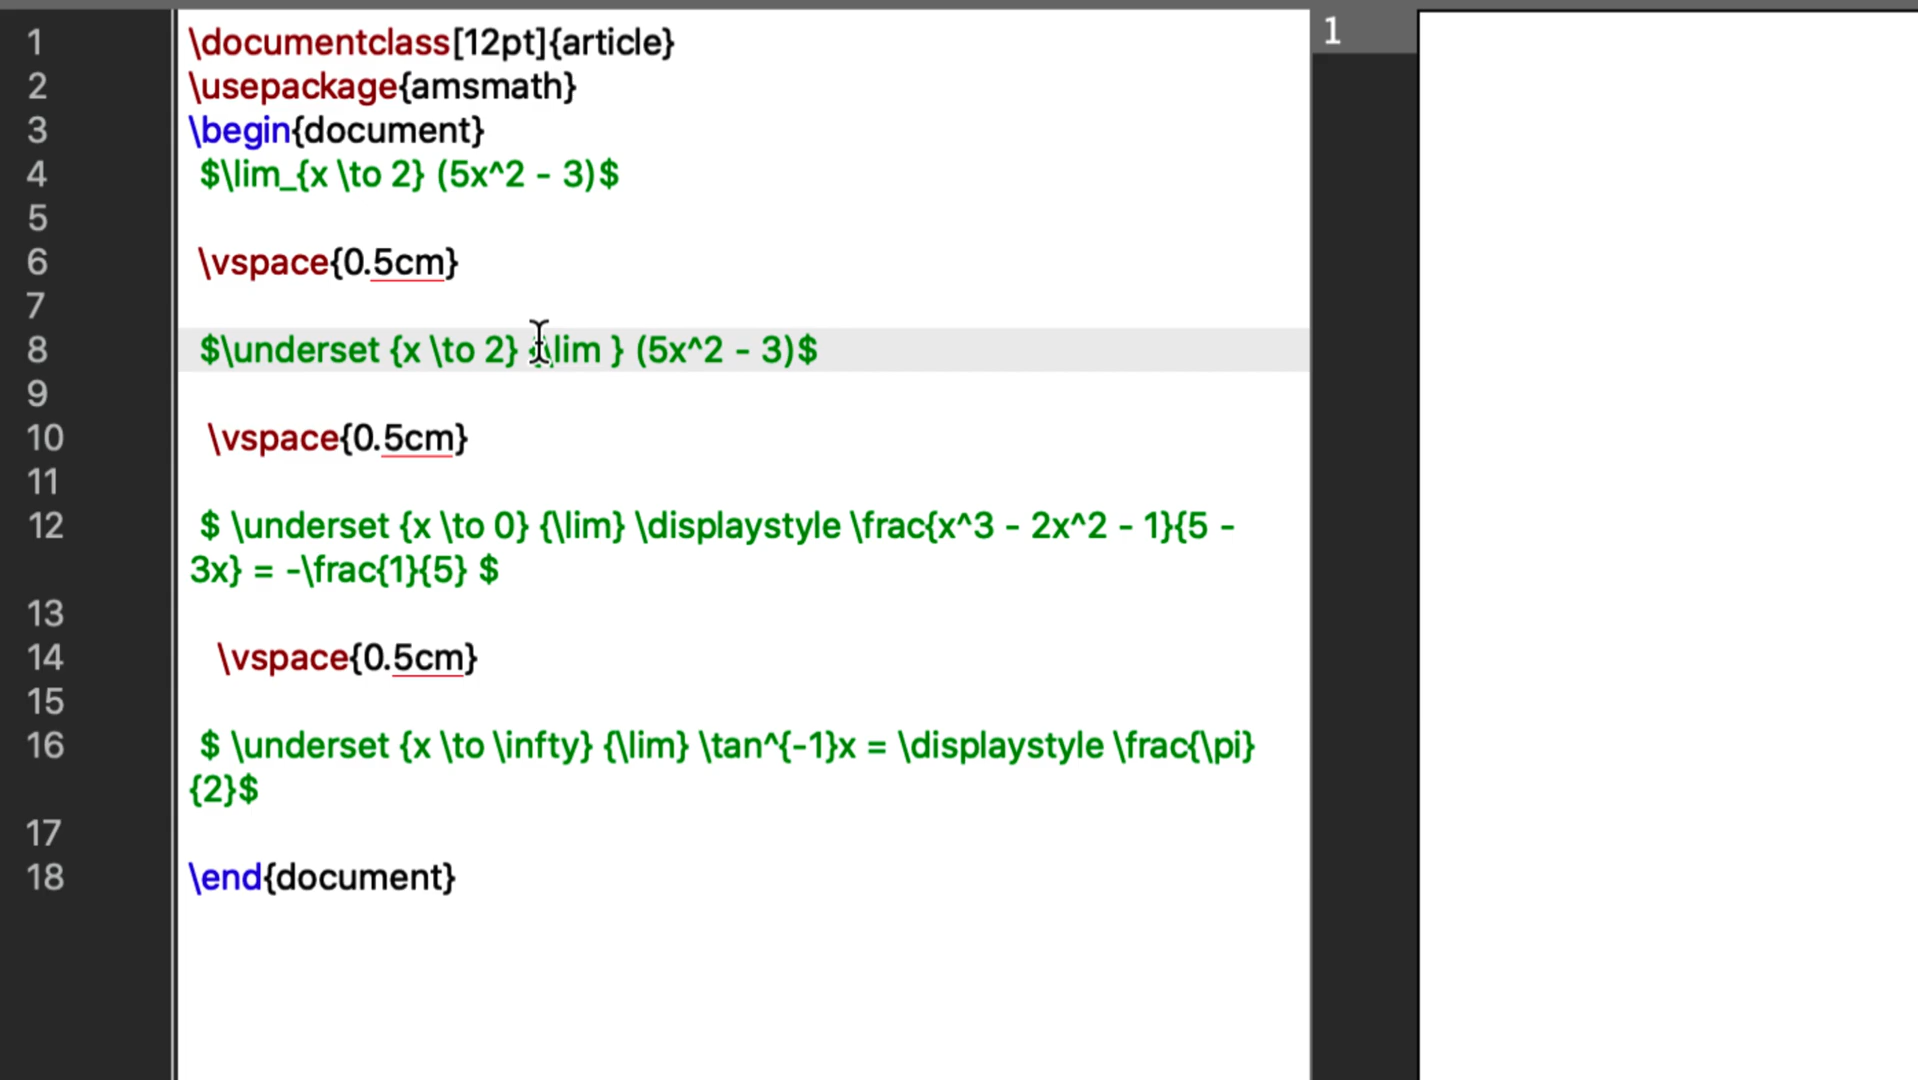 1 \documentclass[12pt]{article} 1
2 \usepackage{amsmath}
3 \begin{document}
4 $\lim_{x \to 2} (5x^2 - 3)$
5
6 \vspace{0.5cm}
7
8 $\underset {x \to 2} {\lim } (5x^2 - 3)$
9
10 \vspace{0.5cm}
11
12 $ \underset {x \to 0} {\lim} \displaystyle \frac{x^3 - 2x^2 - 1}{5 -
3x} = -\frac{1}{5} $
13
14 \vspace{0.5cm}
15
16 $ \underset {x \to \infty} {\lim} \tan^{-1}x = \displaystyle \frac{\pi}
{2}$
17
18 \end{document}